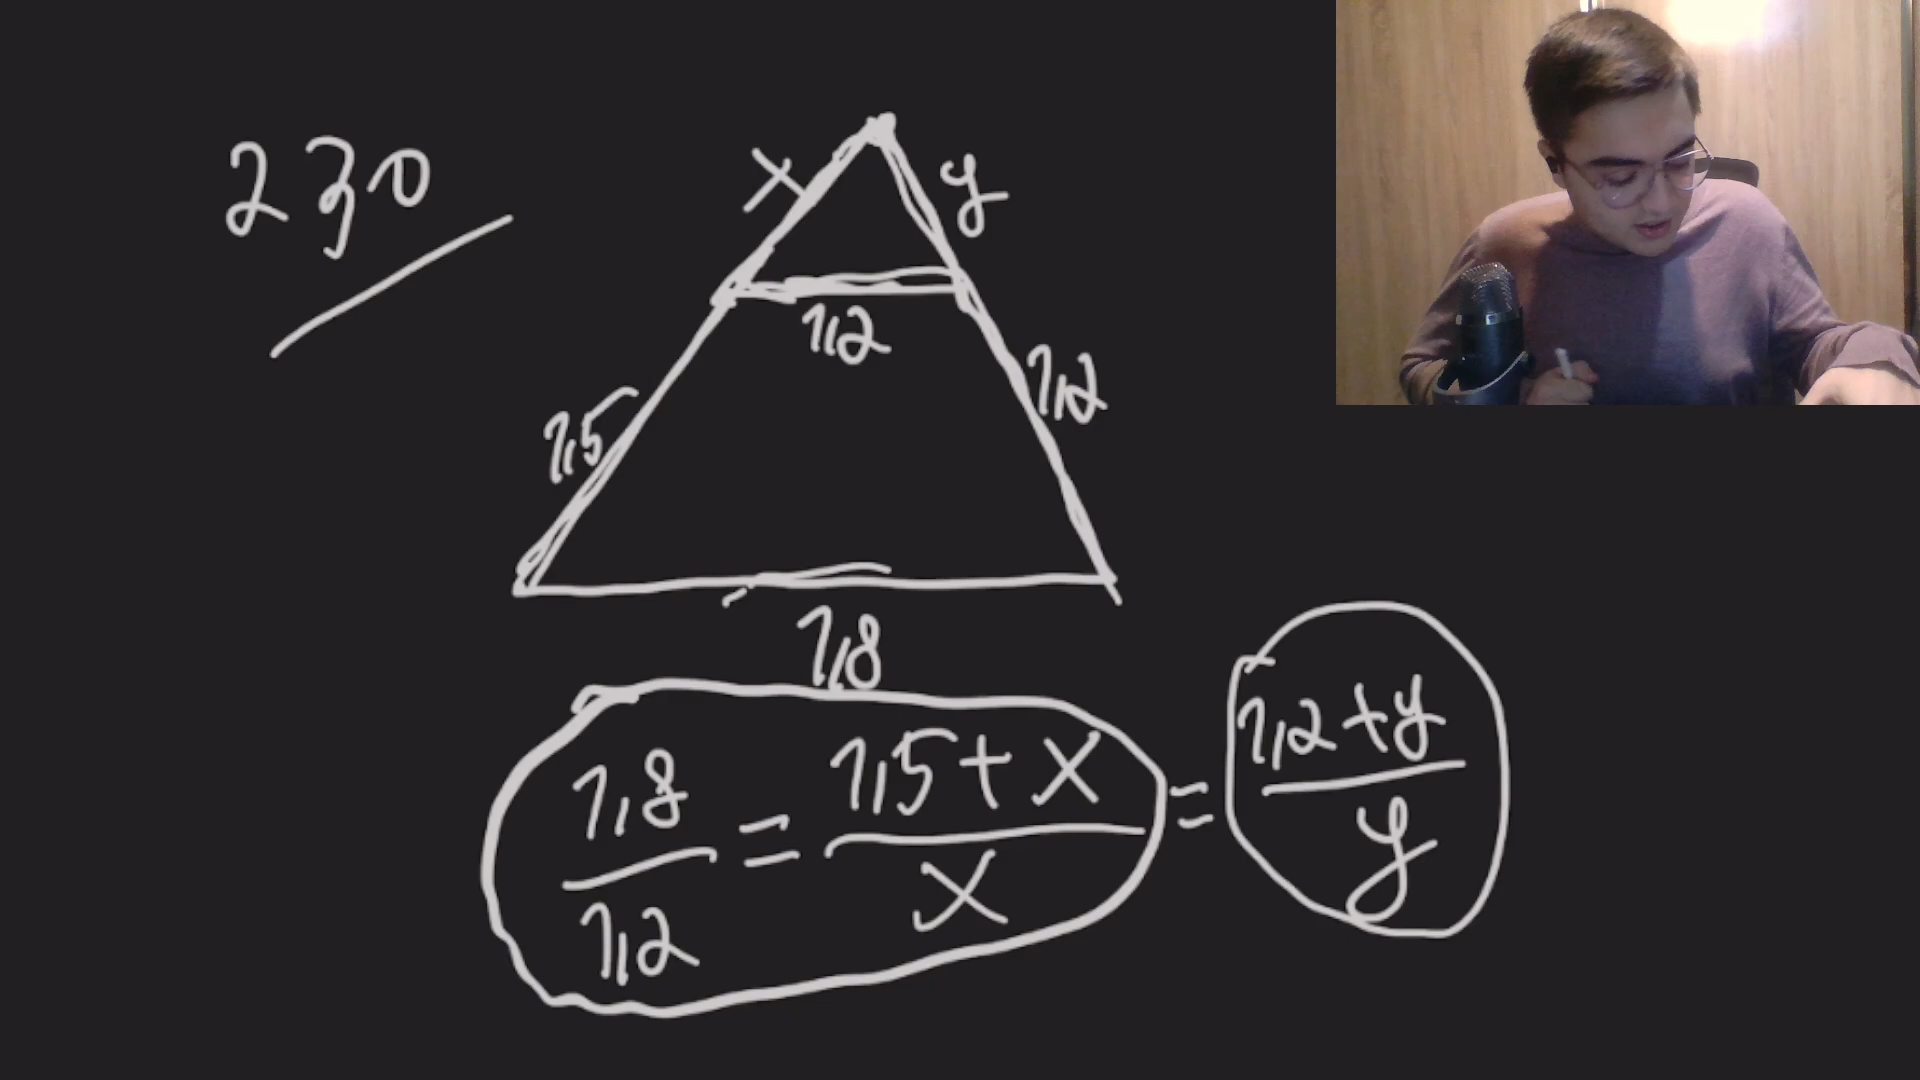 230
x
y
1,2
1,5
1,2
1,8
1,8/1,2 = 1,5+x/x = 1,2+y/y